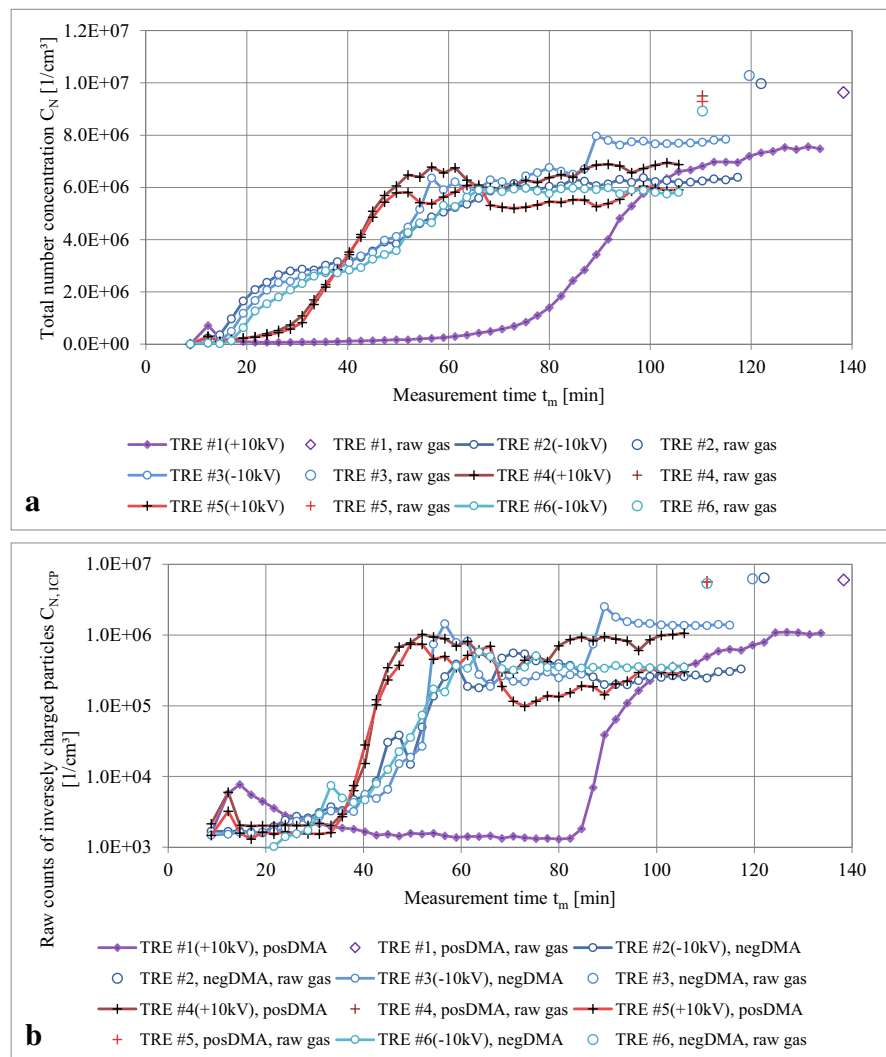 1.2E+07
1.0E+07
8.0E+06
6.0E+06
4.0E+06
2.0E+06
0.0E+00
Total number concentration C_N [1/cm³]
0 20 40 60 80 100 120 140
Measurement time t_m [min]
TRE #1(+10kV) TRE #1, raw gas TRE #2(-10kV) TRE #2, raw gas
TRE #3(-10kV) TRE #3, raw gas TRE #4(+10kV) TRE #4, raw gas
TRE #5(+10kV) TRE #5, raw gas TRE #6(-10kV) TRE #6, raw gas
a
1.0E+07
1.0E+06
1.0E+05
1.0E+04
1.0E+03
Raw counts of inversely charged particles C_N,ICP
[1/cm³]
0 20 40 60 80 100 120 140
Measurement time t_m [min]
TRE #1(+10kV), posDMA TRE #1, posDMA, raw gas TRE #2(-10kV), negDMA
TRE #2, negDMA, raw gas TRE #3(-10kV), negDMA TRE #3, negDMA, raw gas
TRE #4(+10kV), posDMA TRE #4, posDMA, raw gas TRE #5(+10kV), posDMA
TRE #5, posDMA, raw gas TRE #6(-10kV), negDMA TRE #6, negDMA, raw gas
b